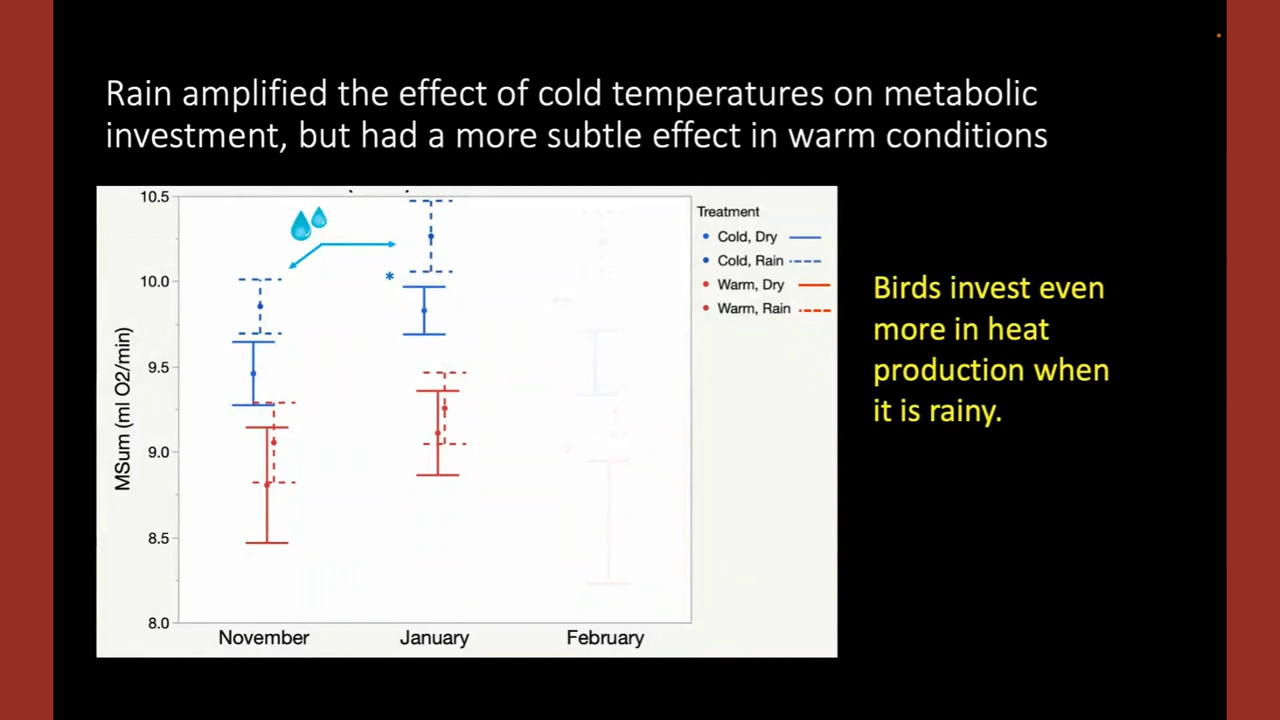 Rain amplified the effect of cold temperatures on metabolic
investment, but had a more subtle effect in warm conditions
10.5
10.0
9.5
9.0
8.5
8.0
MSum (ml O2/min)
*
November
January
February
Treatment
Cold, Dry
Cold, Rain
Warm, Dry
Warm, Rain
Birds invest even
more in heat
production when
it is rainy.